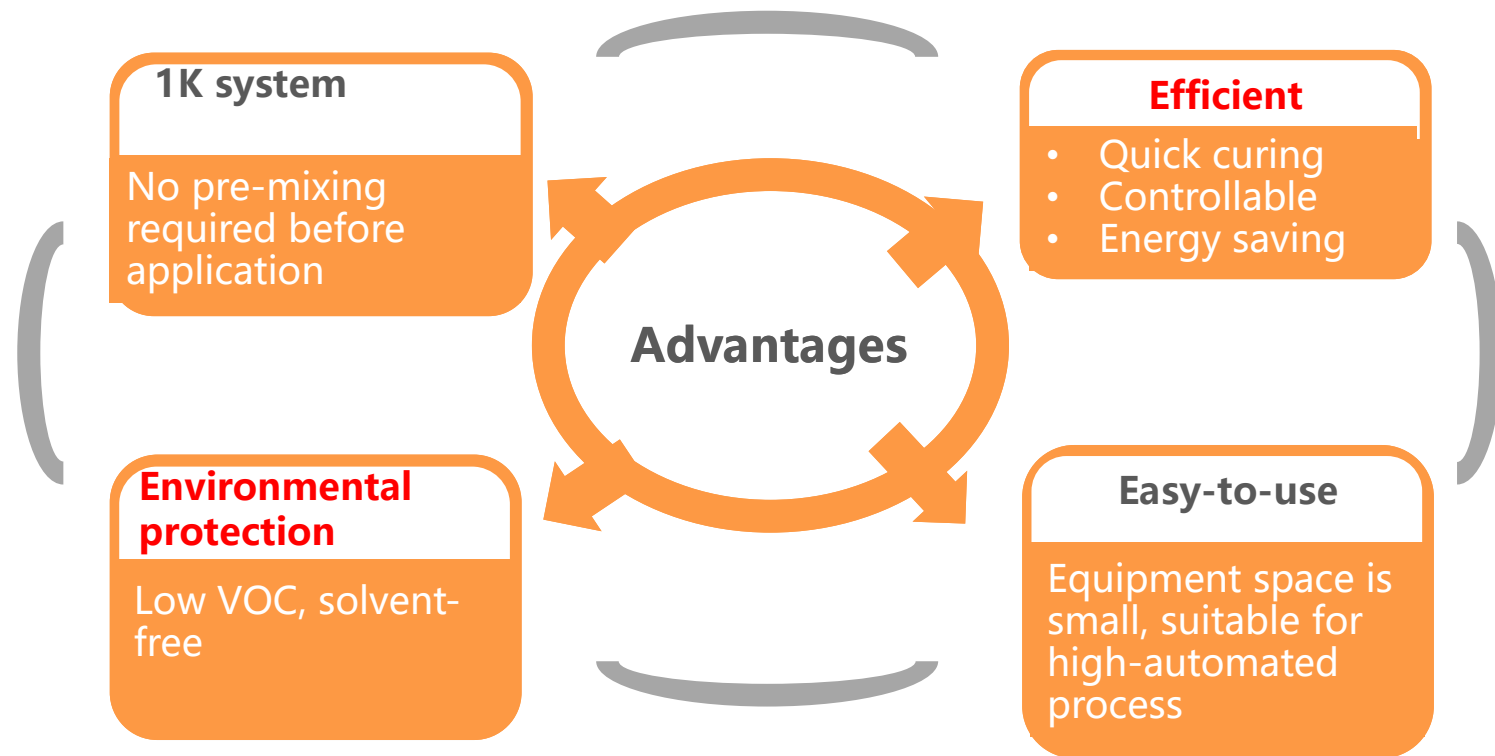 1K system
No pre-mixing
required before
application
Efficient
• Quick curing
• Controllable
• Energy saving
Advantages
Environmental
protection
Low VOC, solvent-
free
Easy-to-use
Equipment space is
small, suitable for
high-automated
process